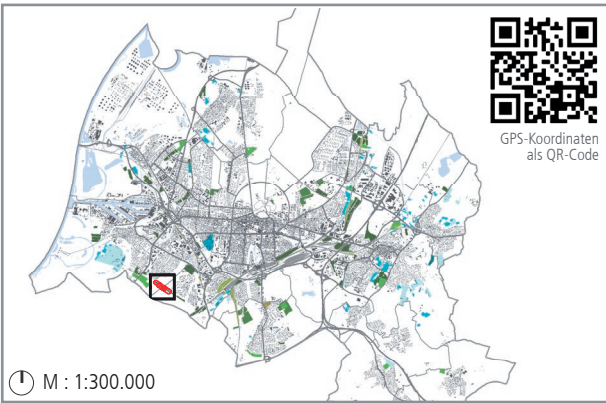 GPS-Koordinaten
als QR-Code
M : 1:300.000